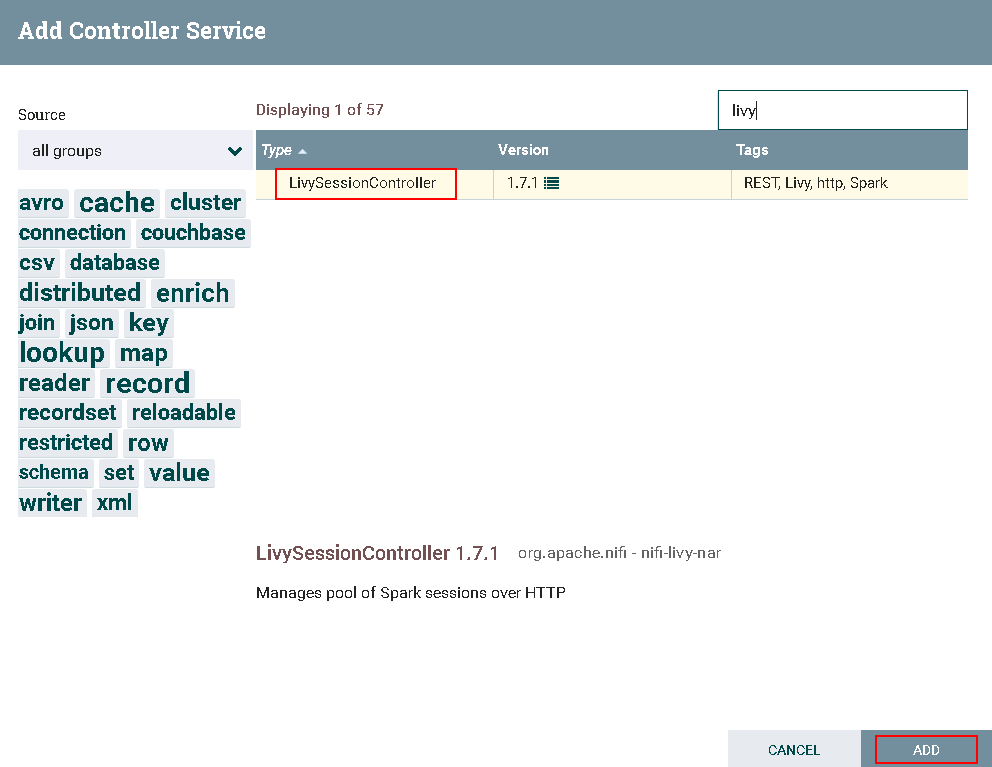 Add Controller Service
Source
Displaying 1 of 57
livy
all groups
Type Version Tags
LivySessionController 1.7.1 REST, Livy, http, Spark
avro cache cluster
connection couchbase
csv database
distributed enrich
join json key
lookup map
reader record
recordset reloadable
restricted row
schema set value
writer xml
LivySessionController 1.7.1 org.apache.nifi - nifi-livy-nar
Manages pool of Spark sessions over HTTP
CANCEL ADD